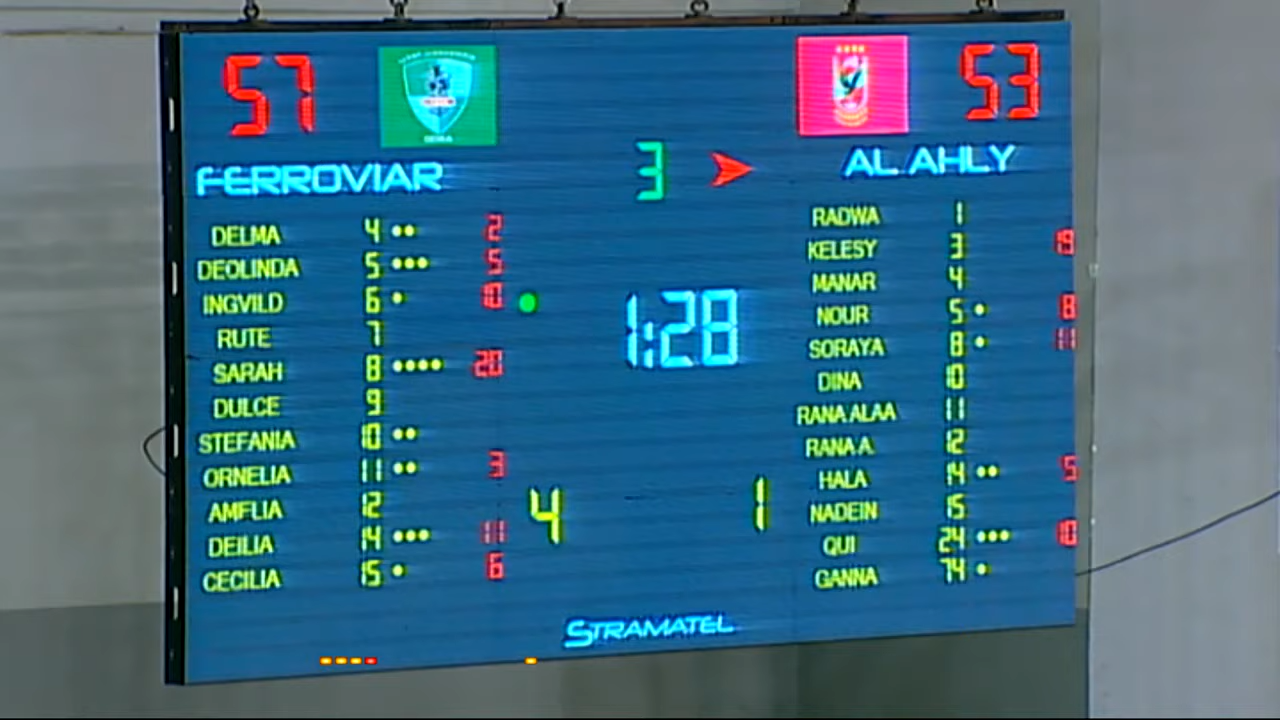 57 53
FERROVIAR 3 AL AHLY
DELMA 4 2
DEOLINDA 5 5
INGVILD 6 10
RUTE 7
SARAH 8 20
DULCE 9
STEFANIA 10
ORNELIA 11 3
AMELIA 12
DEILIA 14 11
CECILIA 15 6
1:28
4 1
RADWA 1
KELESY 3 19
MANAR 4
NOUR 5 8
SORAYA 8 11
DINA 10
RANA ALAA 11
RANA A 12
HALA 14 5
NADEIN 15
QUI 24 10
GANNA 74
STRAMATEL